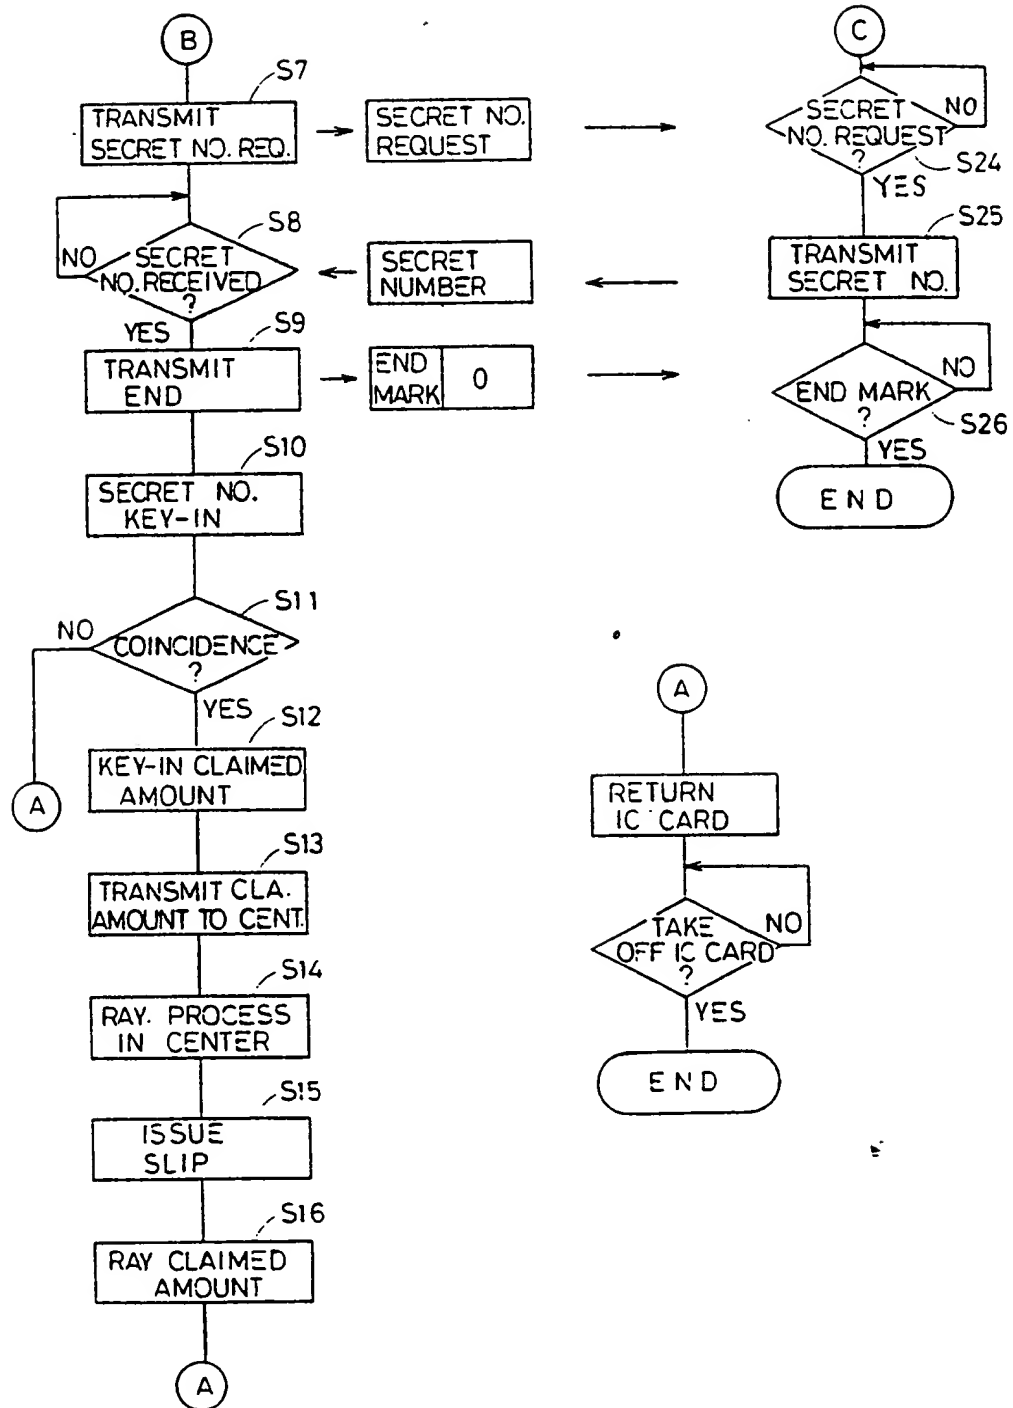 B
S7
TRANSMIT
SECRET NO. REQ.
SECRET NO.
REQUEST
S8
NO
SECRET
NO. RECEIVED
?
YES
SECRET
NUMBER
S9
TRANSMIT
END
END
MARK
0
S10
SECRET NO.
KEY-IN
S11
NO
COINCIDENCE
?
YES
A
S12
KEY-IN CLAIMED
AMOUNT
S13
TRANSMIT CLA.
AMOUNT TO CENT.
S14
RAY. PROCESS
IN CENTER
S15
ISSUE
SLIP
S16
RAY CLAIMED
AMOUNT
A
C
SECRET
NO. REQUEST
?
NO
S24
YES
S25
TRANSMIT
SECRET NO.
NO
END MARK
?
S26
YES
END
A
RETURN
IC CARD
TAKE
OFF IC CARD
?
NO
YES
END